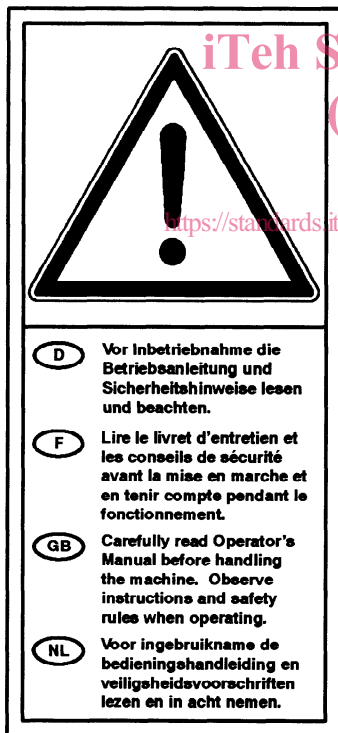 iTeh S
(
https://standards.it
D
Vor Inbetriebnahme die
Betriebsanleitung und
Sicherheitshinweise lesen
und beachten.
F
Lire le livret d'entretien et
les conseils de sécurité
avant la mise en marche et
en tenir compte pendant le
fonctionnement.
GB
Carefully read Operator's
Manual before handling
the machine. Observe
instructions and safety
rules when operating.
NL
Voor ingebruikname de
bedieningshandleiding en
veiligsheidsvoorschriften
lezen en in acht nemen.